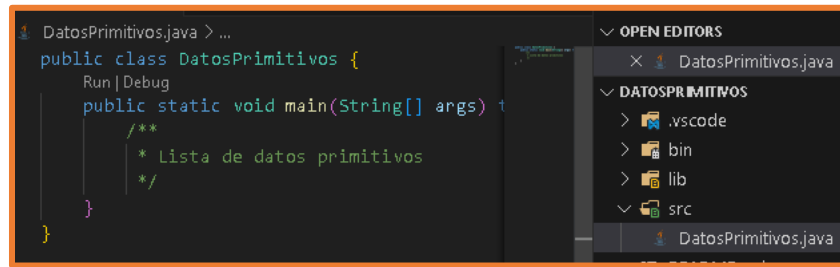 DatosPrimitivos.java > ...
public class DatosPrimitivos {
Run | Debug
public static void main(String[] args) t
/**
* Lista de datos primitivos
*/
}
}
OPEN EDITORS
DatosPrimitivos.java
DATOSPRIMITIVOS
.vscode
bin
lib
src
DatosPrimitivos.java